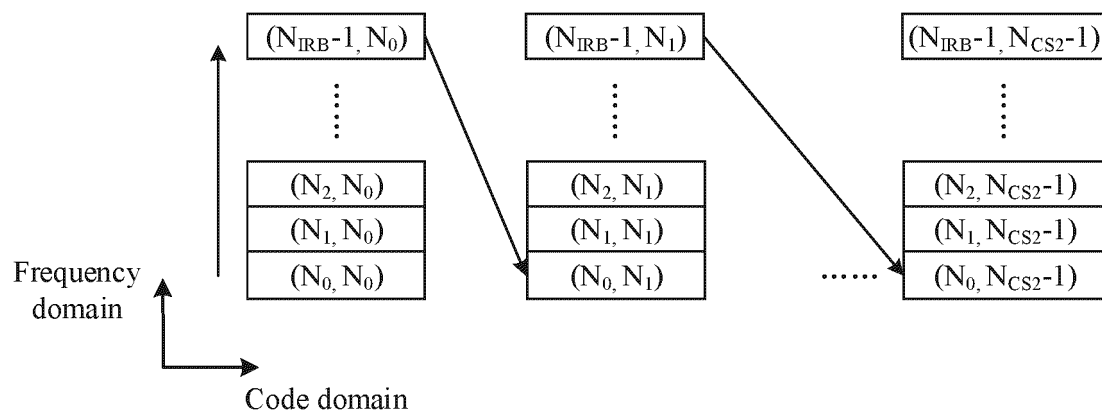 (N_IRB-1, N_0) (N_IRB-1, N_1) (N_IRB-1, N_CS2-1)
(N_2, N_0) (N_2, N_1) (N_2, N_CS2-1)
(N_1, N_0) (N_1, N_1) (N_1, N_CS2-1)
(N_0, N_0) (N_0, N_1) ...... (N_0, N_CS2-1)
Frequency
domain
Code domain